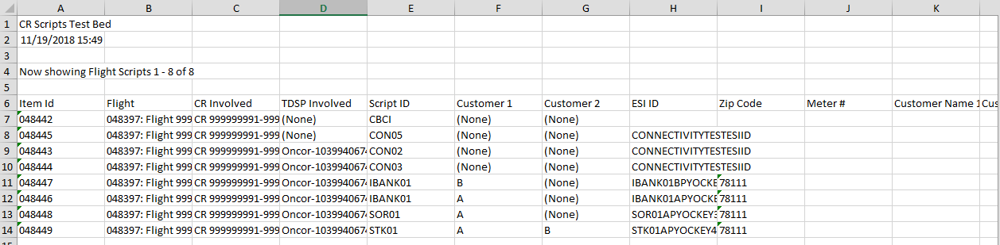 A B C D E F G H I J K
1 CR Scripts Test Bed
2 11/19/2018 15:49
3
4 Now showing Flight Scripts 1 - 8 of 8
5
6 Item Id Flight CR Involved TDSP Involved Script ID Customer 1 Customer 2 ESI ID Zip Code Meter # Customer Name 1 Cus
7 048442 048397: Flight 999 CR 999999991-999 (None) CBCI (None) (None)
8 048445 048397: Flight 999 CR 999999991-999 (None) CON05 (None) (None) CONNECTIVITYTESTESIID
9 048443 048397: Flight 999 CR 999999991-999 Oncor-1039940674 CON02 (None) (None) CONNECTIVITYTESTESIID
10 048444 048397: Flight 999 CR 999999991-999 Oncor-1039940674 CON03 (None) (None) CONNECTIVITYTESTESIID
11 048447 048397: Flight 999 CR 999999991-999 Oncor-1039940674 IBANK01 B (None) IBANK01BPYOCKE 78111
12 048446 048397: Flight 999 CR 999999991-999 Oncor-1039940674 IBANK01 A (None) IBANK01APYOCKE 78111
13 048448 048397: Flight 999 CR 999999991-999 Oncor-1039940674 SOR01 A (None) SOR01APYOCKEY3 78111
14 048449 048397: Flight 999 CR 999999991-999 Oncor-1039940674 STK01 A B STK01APYOCKEY4 78111